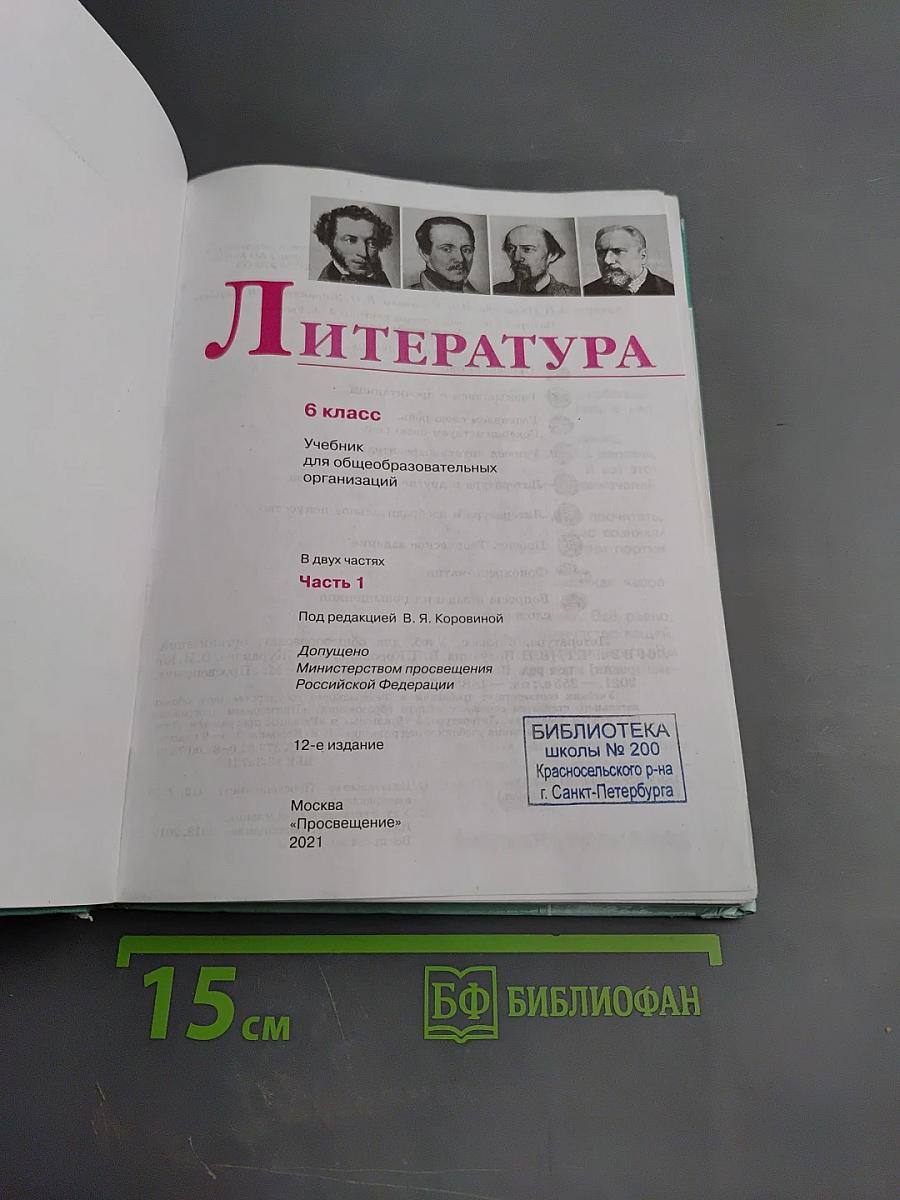 Литература
6 класс
Учебник
для общеобразовательных
организаций
В двух частях
Часть 1
Под редакцией В. Я. Коровиной
Допущено
Министерством просвещения
Российской Федерации
12-е издание
БИБЛИОТЕКА
школы № 200
Красносельского р-на
г. Санкт-Петербурга
Москва
«Просвещение»
2021
15 см
БФ БИБЛИОФАН